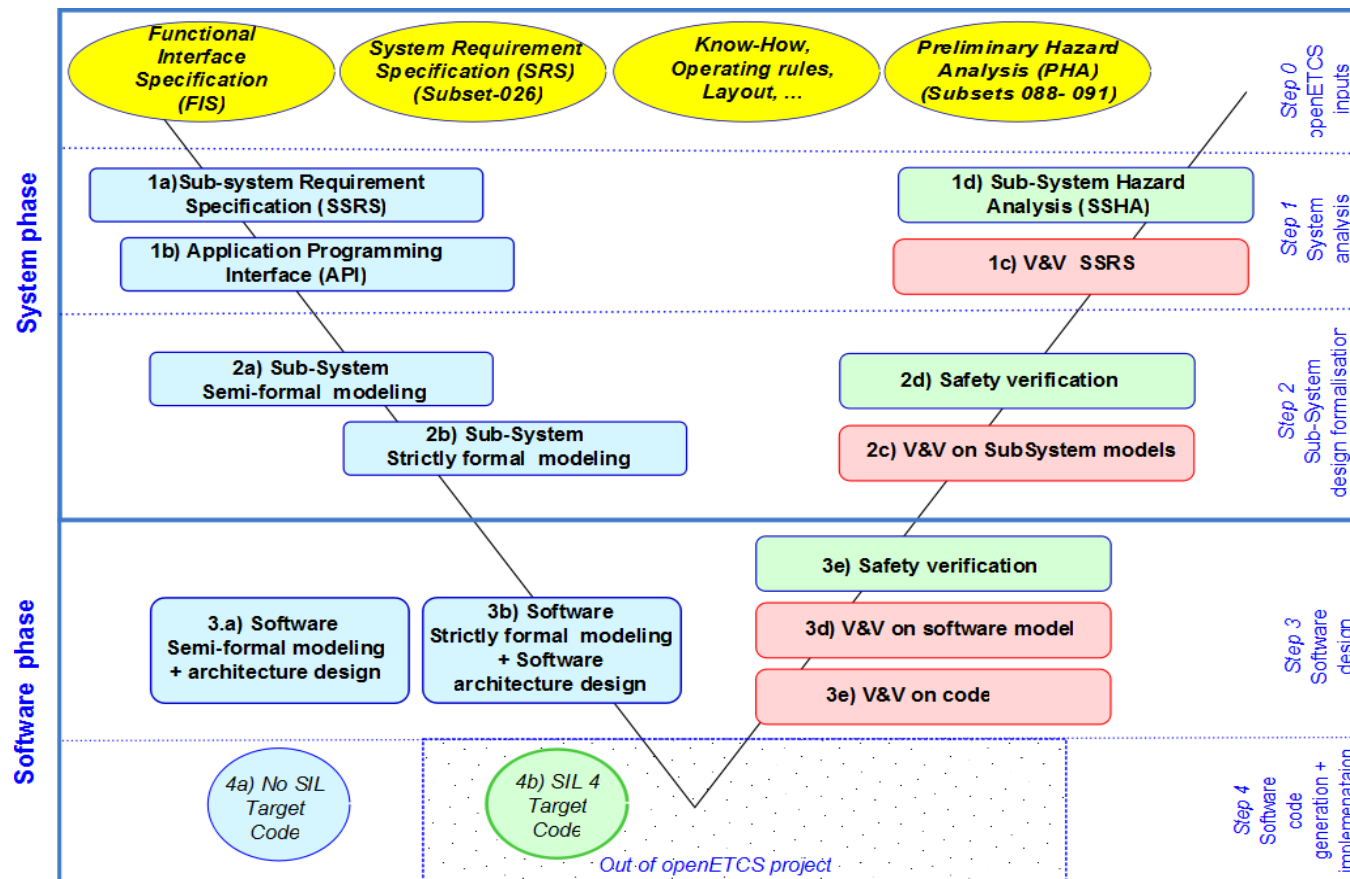 Functional
Interface
Specification
(FIS)
System Requirement
Specification (SRS)
(Subset-026)
Know-How,
Operating rules,
Layout, ...
Preliminary Hazard
Analysis (PHA)
(Subsets 088- 091)
Step 0
openETCS
inputs
System phase
1a)Sub-system Requirement
Specification (SSRS)
1b) Application Programming
Interface (API)
1d) Sub-System Hazard
Analysis (SSHA)
1c) V&V SSRS
Step 1
System
analysis
2a) Sub-System
Semi-formal modeling
2b) Sub-System
Strictly formal modeling
2d) Safety verification
2c) V&V on SubSystem models
Step 2
Sub-System
design formalisation
Software phase
3.a) Software
Semi-formal modeling
+ architecture design
3b) Software
Strictly formal modeling
+ Software
architecture design
3e) Safety verification
3d) V&V on software model
3e) V&V on code
Step 3
Software
design
4a) No SIL
Target
Code
4b) SIL 4
Target
Code
Out of openETCS project
Step 4
Software
code
generation +
implemenataion